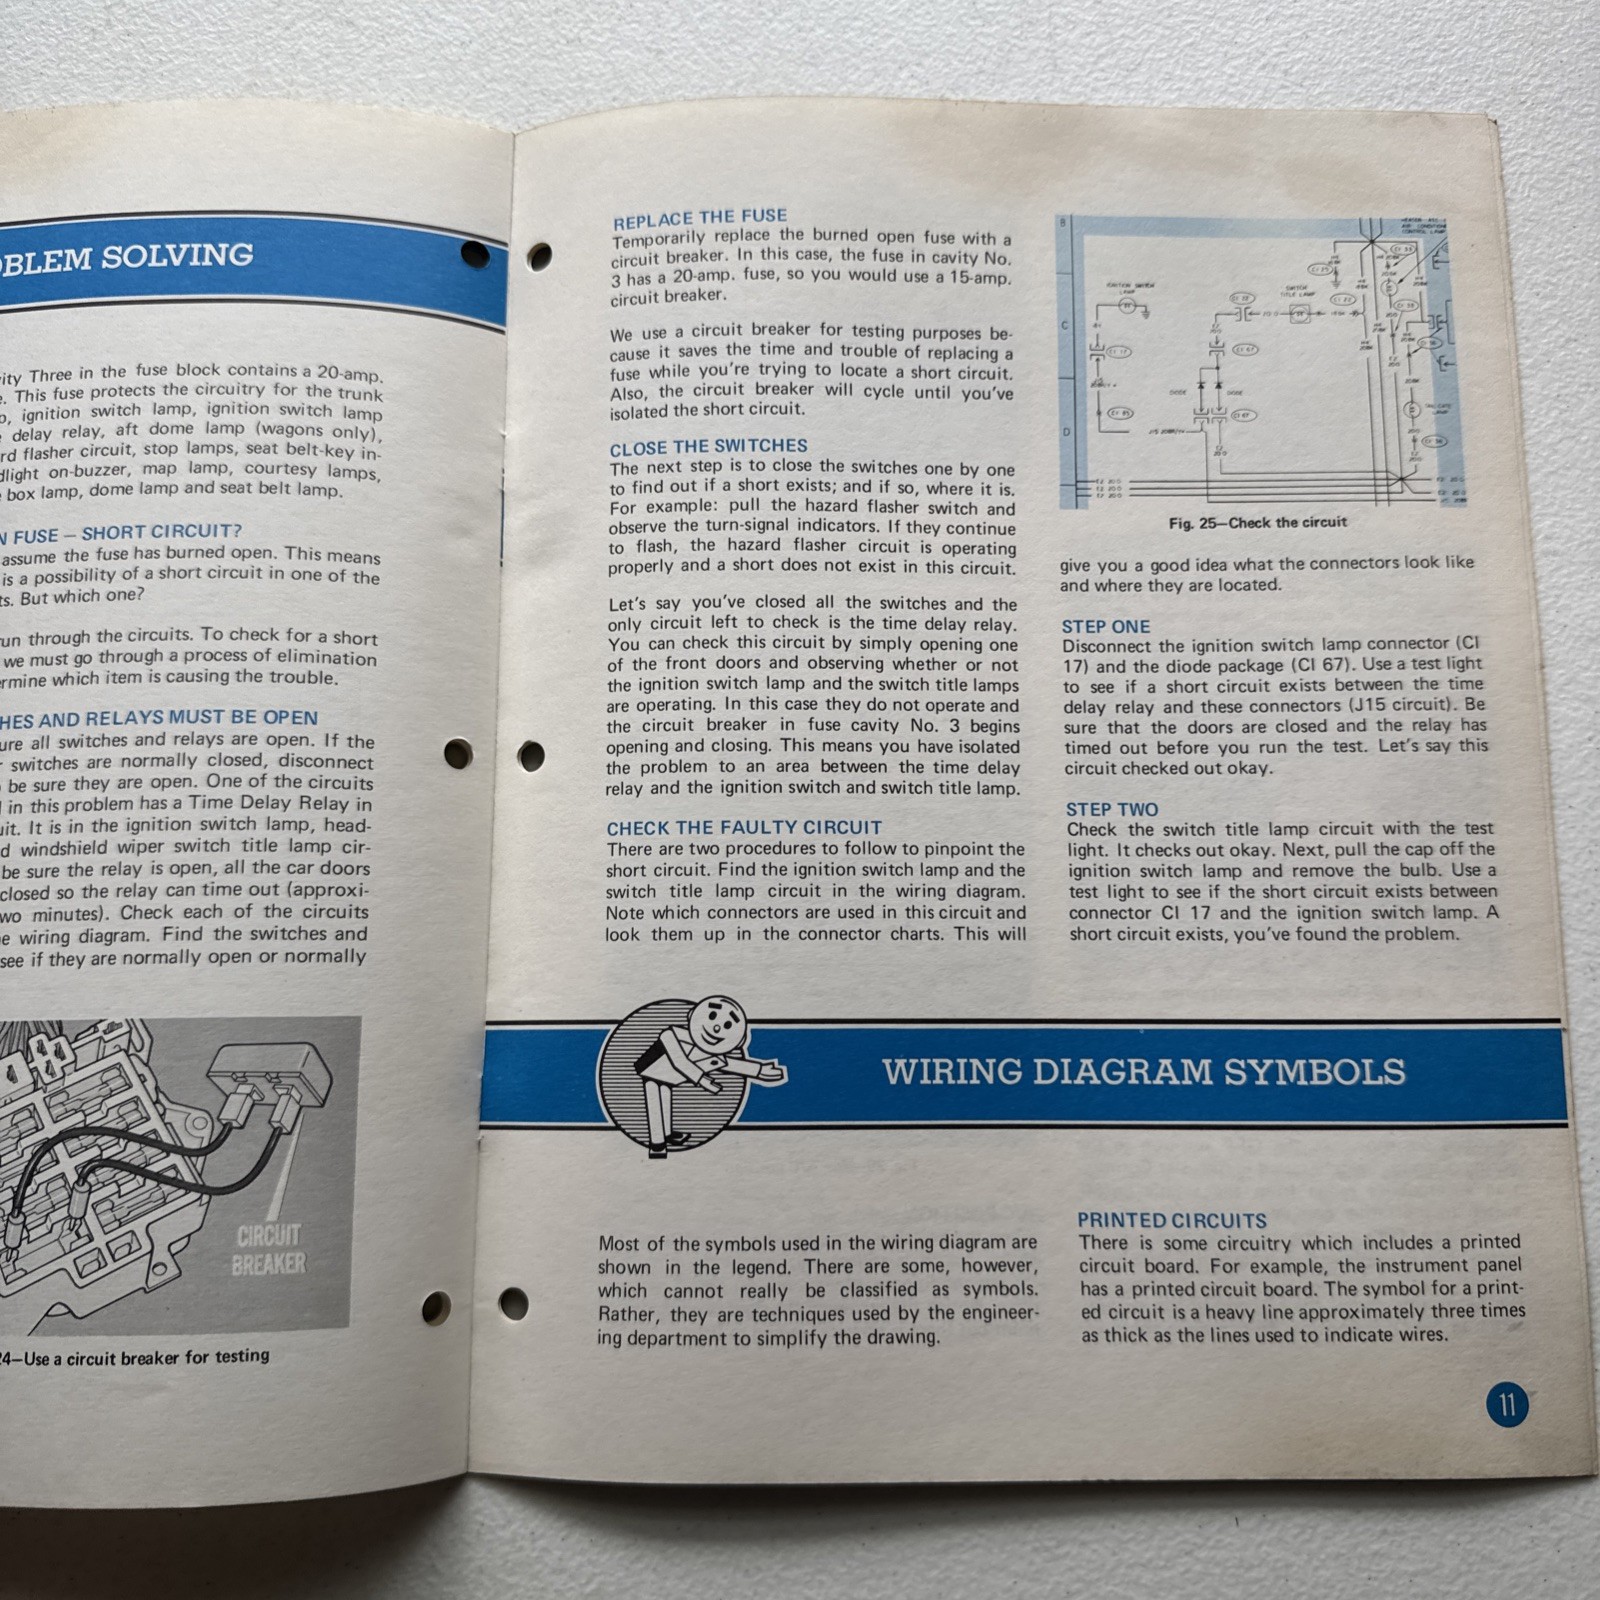 OBLEM SOLVING
ity Three in the fuse block contains a 20-amp.
. This fuse protects the circuitry for the trunk
, ignition switch lamp, ignition switch lamp
delay relay, aft dome lamp (wagons only),
rd flasher circuit, stop lamps, seat belt-key in-
dlight on-buzzer, map lamp, courtesy lamps,
box lamp, dome lamp and seat belt lamp.
N FUSE — SHORT CIRCUIT?
assume the fuse has burned open. This means
is a possibility of a short circuit in one of the
ts. But which one?
run through the circuits. To check for a short
we must go through a process of elimination
ermine which item is causing the trouble.
HES AND RELAYS MUST BE OPEN
ure all switches and relays are open. If the
switches are normally closed, disconnect
be sure they are open. One of the circuits
in this problem has a Time Delay Relay in
uit. It is in the ignition switch lamp, head-
d windshield wiper switch title lamp cir-
be sure the relay is open, all the car doors
closed so the relay can time out (approxi-
wo minutes). Check each of the circuits
e wiring diagram. Find the switches and
see if they are normally open or normally
CIRCUIT
BREAKER
24—Use a circuit breaker for testing
REPLACE THE FUSE
Temporarily replace the burned open fuse with a
circuit breaker. In this case, the fuse in cavity No.
3 has a 20-amp. fuse, so you would use a 15-amp.
circuit breaker.
We use a circuit breaker for testing purposes be-
cause it saves the time and trouble of replacing a
fuse while you're trying to locate a short circuit.
Also, the circuit breaker will cycle until you've
isolated the short circuit.
CLOSE THE SWITCHES
The next step is to close the switches one by one
to find out if a short exists; and if so, where it is.
For example: pull the hazard flasher switch and
observe the turn-signal indicators. If they continue
to flash, the hazard flasher circuit is operating
properly and a short does not exist in this circuit.
Let's say you've closed all the switches and the
only circuit left to check is the time delay relay.
You can check this circuit by simply opening one
of the front doors and observing whether or not
the ignition switch lamp and the switch title lamps
are operating. In this case they do not operate and
the circuit breaker in fuse cavity No. 3 begins
opening and closing. This means you have isolated
the problem to an area between the time delay
relay and the ignition switch and switch title lamp.
CHECK THE FAULTY CIRCUIT
There are two procedures to follow to pinpoint the
short circuit. Find the ignition switch lamp and the
switch title lamp circuit in the wiring diagram.
Note which connectors are used in this circuit and
look them up in the connector charts. This will
B
C
D
IGNITION SWITCH
LAMP
SWITCH
TITLE LAMP
DIODE
DIODE
CI 17
CI 67
CI 67
Fig. 25—Check the circuit
give you a good idea what the connectors look like
and where they are located.
STEP ONE
Disconnect the ignition switch lamp connector (CI
17) and the diode package (CI 67). Use a test light
to see if a short circuit exists between the time
delay relay and these connectors (J15 circuit). Be
sure that the doors are closed and the relay has
timed out before you run the test. Let's say this
circuit checked out okay.
STEP TWO
Check the switch title lamp circuit with the test
light. It checks out okay. Next, pull the cap off the
ignition switch lamp and remove the bulb. Use a
test light to see if the short circuit exists between
connector CI 17 and the ignition switch lamp. A
short circuit exists, you've found the problem.
WIRING DIAGRAM SYMBOLS
Most of the symbols used in the wiring diagram are
shown in the legend. There are some, however,
which cannot really be classified as symbols.
Rather, they are techniques used by the engineer-
ing department to simplify the drawing.
PRINTED CIRCUITS
There is some circuitry which includes a printed
circuit board. For example, the instrument panel
has a printed circuit board. The symbol for a print-
ed circuit is a heavy line approximately three times
as thick as the lines used to indicate wires.
11